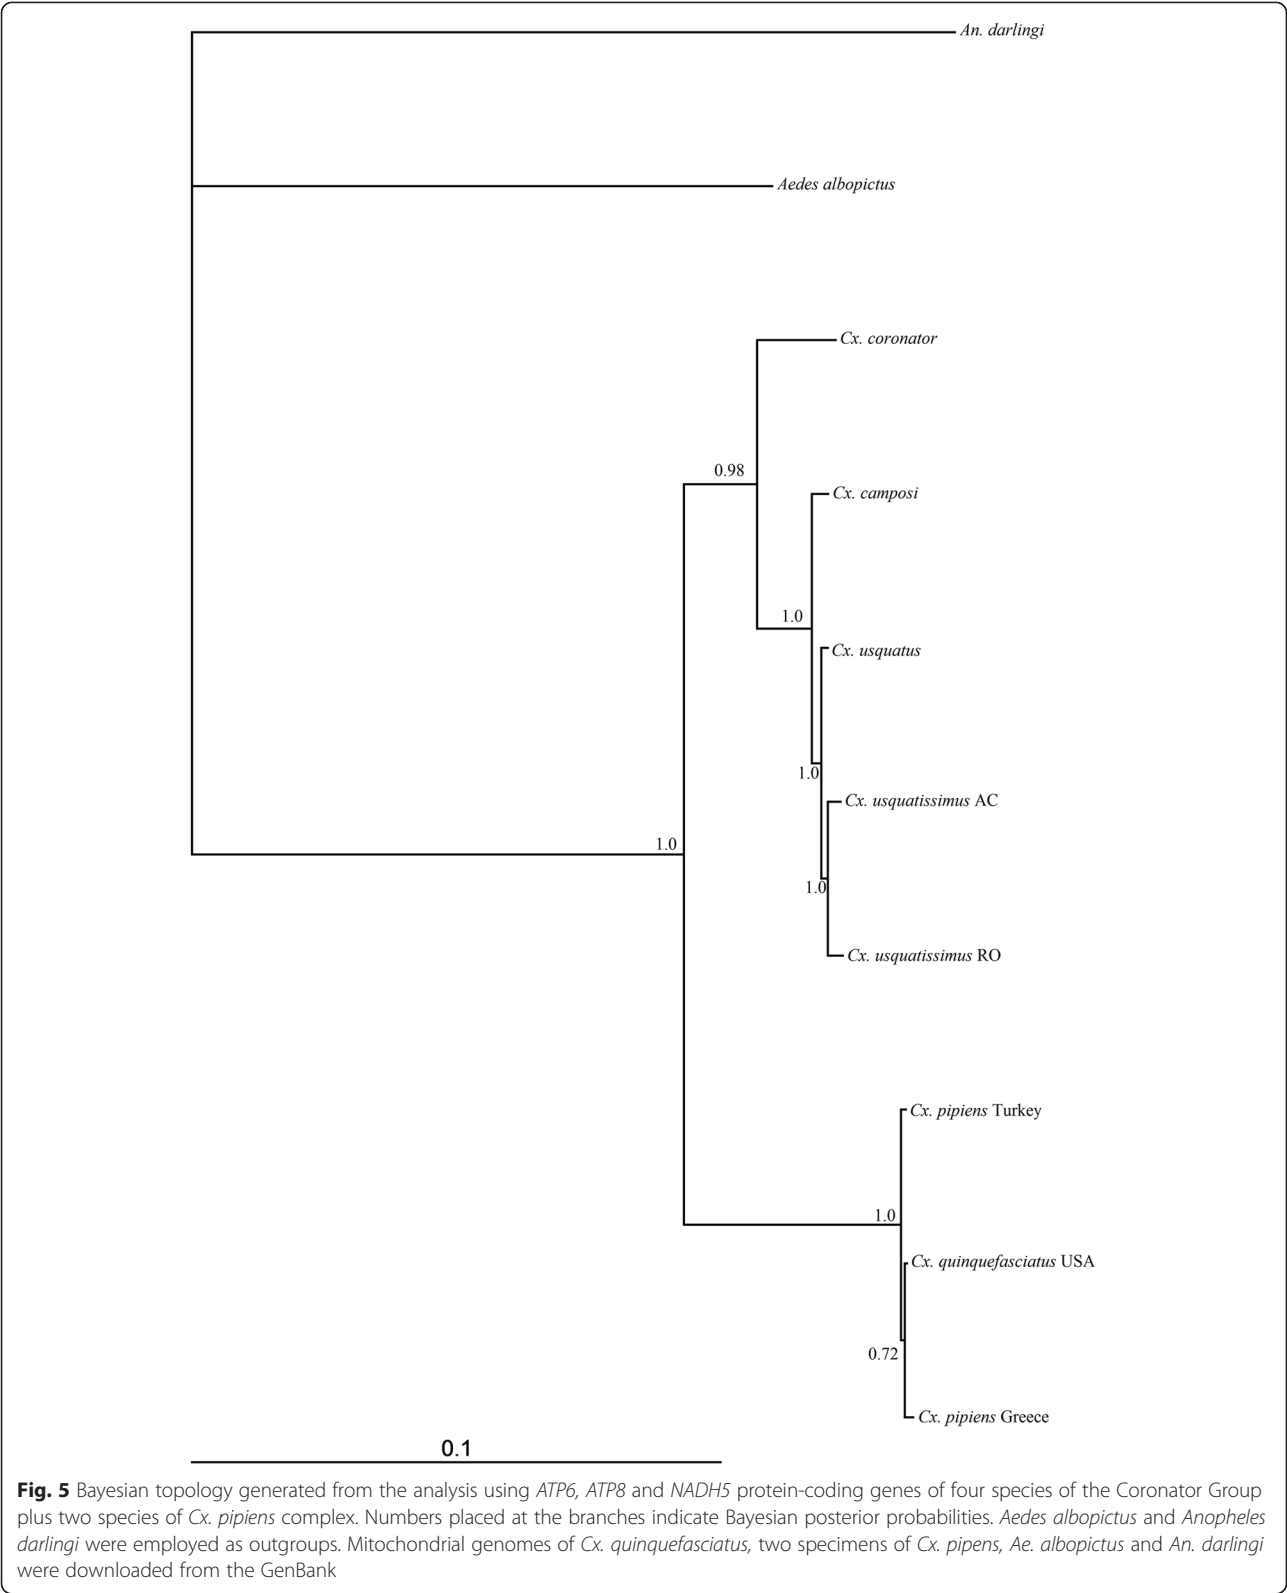 An. darlingi
Aedes albopictus
Cx. coronator
0.98
Cx. camposi
1.0
Cx. usquatus
1.0
Cx. usquatissimus AC
1.0
1.0
Cx. usquatissimus RO
Cx. pipiens Turkey
1.0
Cx. quinquefasciatus USA
0.72
Cx. pipiens Greece
0.1
Fig. 5 Bayesian topology generated from the analysis using ATP6, ATP8 and NADH5 protein-coding genes of four species of the Coronator Group
plus two species of Cx. pipiens complex. Numbers placed at the branches indicate Bayesian posterior probabilities. Aedes albopictus and Anopheles
darlingi were employed as outgroups. Mitochondrial genomes of Cx. quinquefasciatus, two specimens of Cx. pipens, Ae. albopictus and An. darlingi
were downloaded from the GenBank